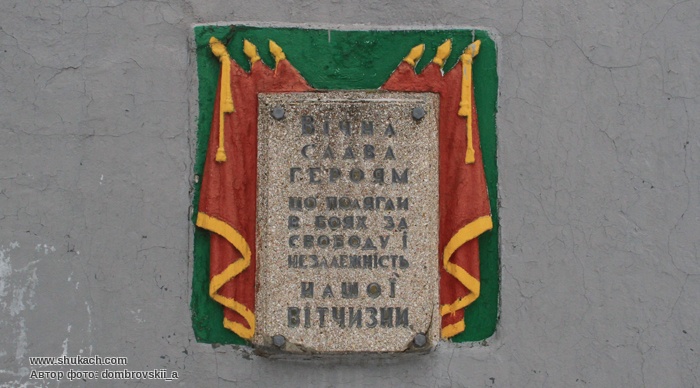 ВІЧНА
СЛАВА
ГЕРОЯМ
ЩО ПОЛЯГЛИ
В БОЯХ ЗА
СВОБОДУ І
НЕЗАЛЕЖНІСТЬ
НАШОЇ
ВІТЧИЗНИ
www.shukach.com
Автор фото: dombrovskii_a